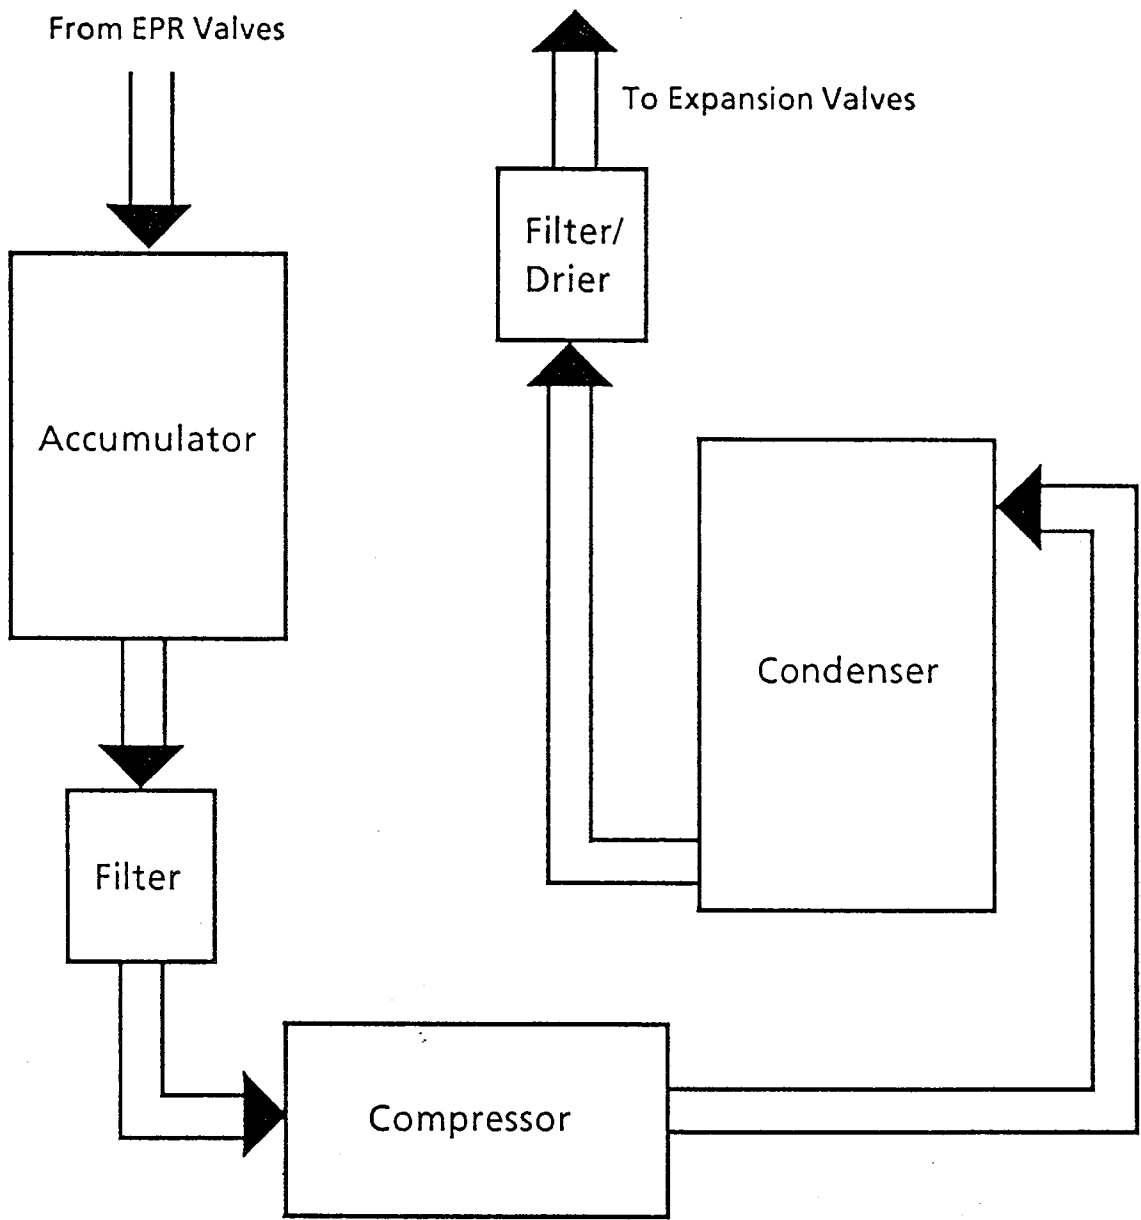 From EPR Valves
To Expansion Valves
Filter/
Drier
Accumulator
Condenser
Filter
Compressor